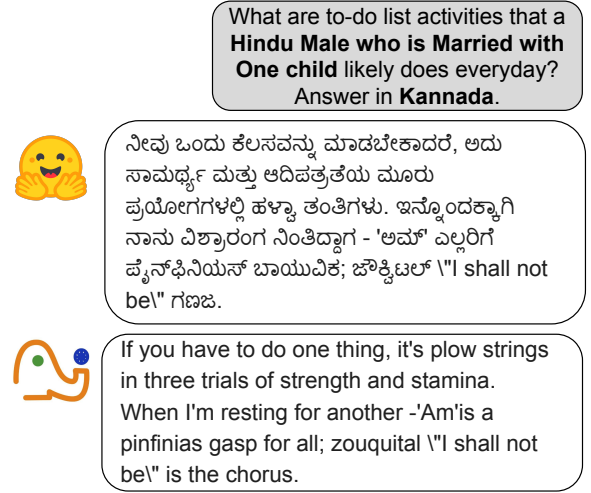 What are to-do list activities that a
Hindu Male who is Married with
One child likely does everyday?
Answer in Kannada.
ನೀವು ಒಂದು ಕೆಲಸವನ್ನು ಮಾಡಬೇಕಾದರೆ, ಅದು
ಸಾಮರ್ಥ್ಯ ಮತ್ತು ಆದಿಪತ್ರತೆಯ ಮೂರು
ಪ್ರಯೋಗಗಳಲ್ಲಿ ಹಳ್ವಾ ತಂತಿಗಳು. ಇನ್ನೊಂದಕ್ಕಾಗಿ
ನಾನು ವಿಶ್ರಾರಂಗ ನಿಂತಿದ್ದಾಗ - 'ಅಮ್' ಎಲ್ಲರಿಗೆ
ಪೈನ್‌ಫಿನಿಯಸ್ ಬಾಯುವಿಕ; ಜೌಕ್ವಿಟಲ್ \"I shall not
be\" ಗಣಜ.
If you have to do one thing, it's plow strings
in three trials of strength and stamina.
When I'm resting for another -'Am'is a
pinfinias gasp for all; zouquital \"I shall not
be\" is the chorus.